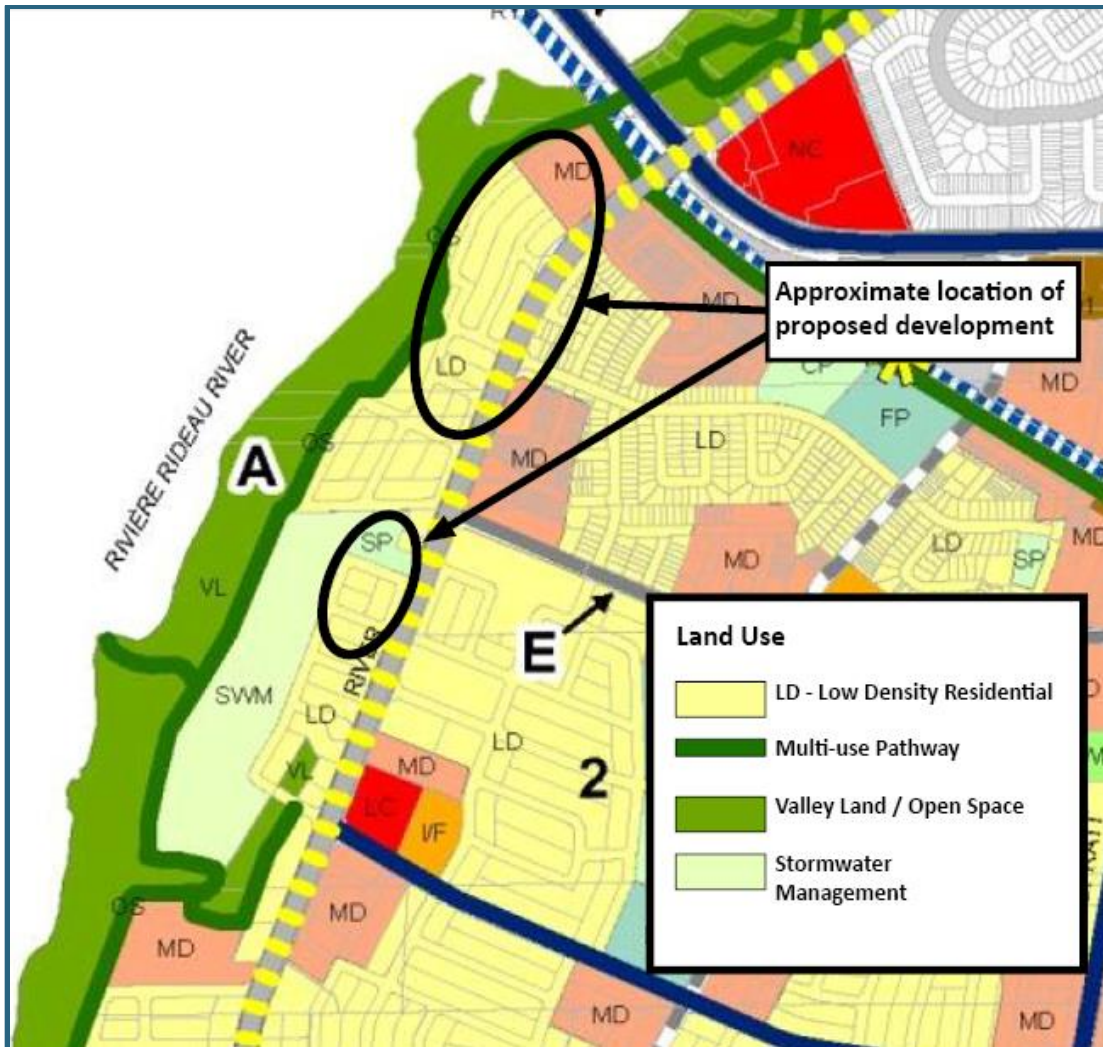 MD
NC
OS
Approximate location of
proposed development
MD
LD
CP
MD
FP
LD
OS
MD
RIVIÈRE RIDEAU RIVER
A
SP
MD
LD
SP
MD
VL
E
RIVER
SWM
LD
LD
VL
MD
2
LC
I/F
OS
MD
MD
MD
MD
Land Use
LD - Low Density Residential
Multi-use Pathway
Valley Land / Open Space
Stormwater
Management